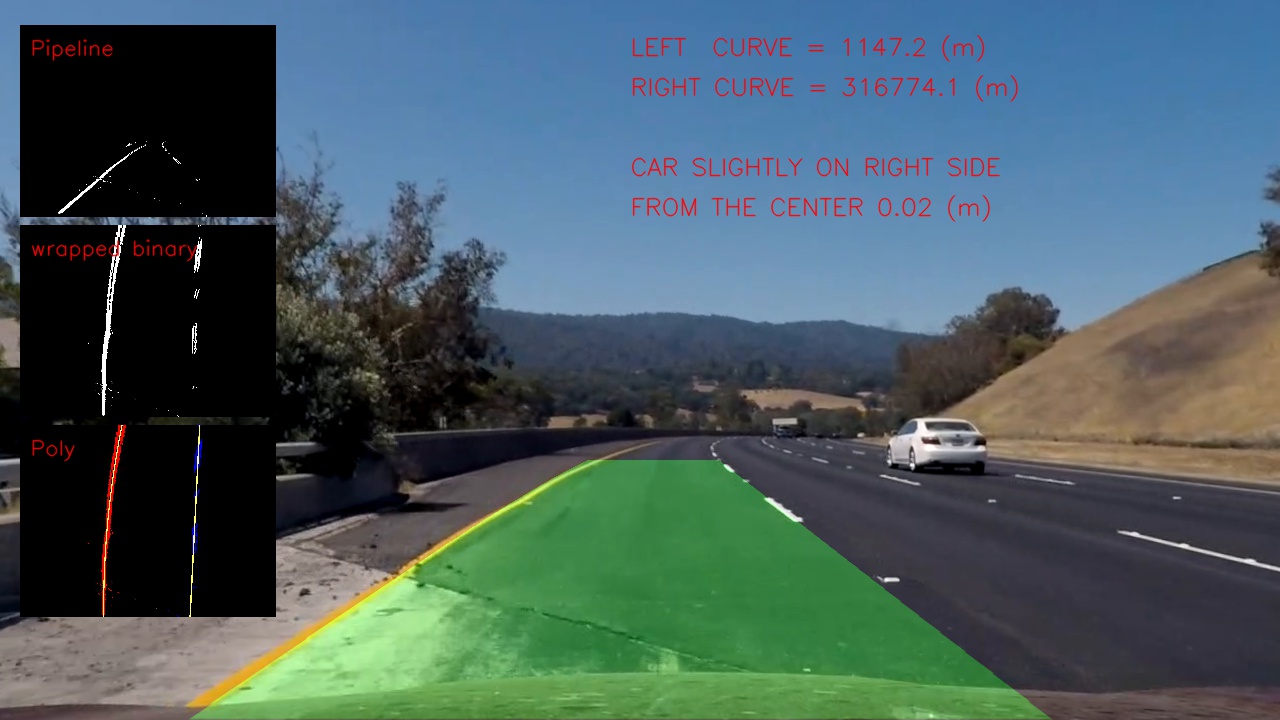 Pipeline
wrapped binary
Poly
LEFT CURVE = 1147.2 (m)
RIGHT CURVE = 316774.1 (m)
CAR SLIGHTLY ON RIGHT SIDE
FROM THE CENTER 0.02 (m)